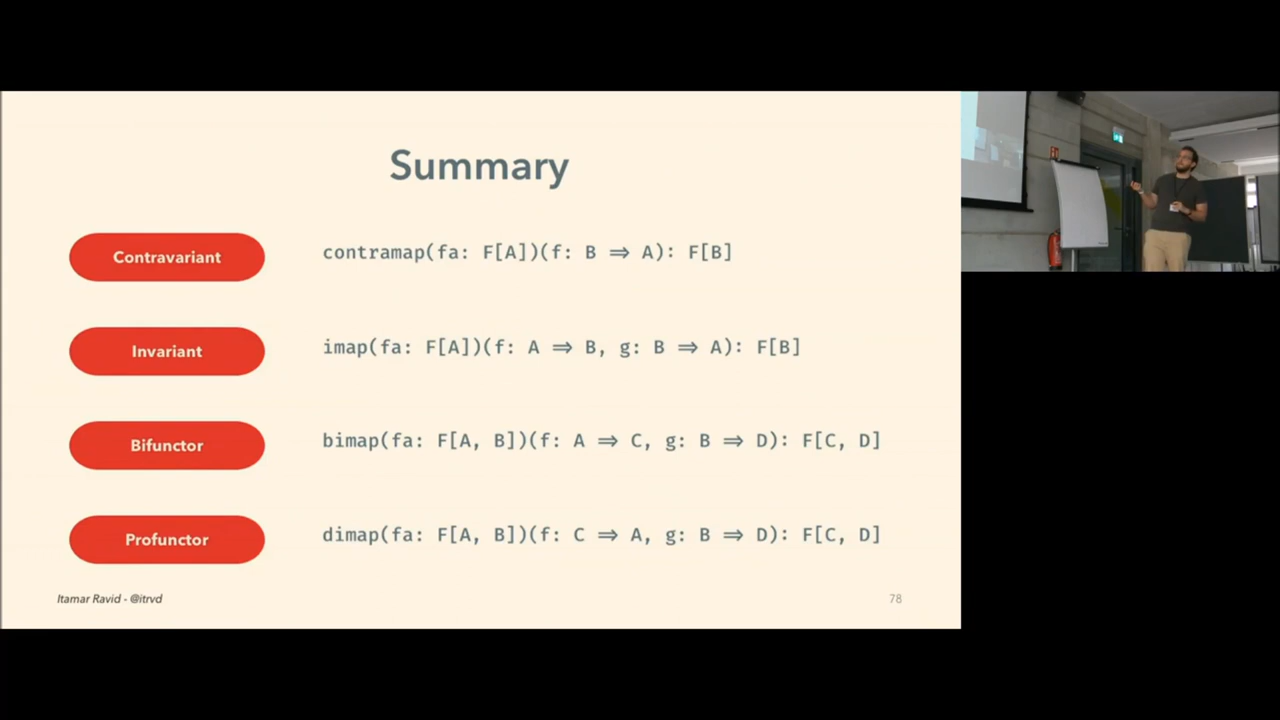 Summary
Contravariant
contramap(fa: F[A])(f: B ⇒ A): F[B]
Invariant
imap(fa: F[A])(f: A ⇒ B, g: B ⇒ A): F[B]
Bifunctor
bimap(fa: F[A, B])(f: A ⇒ C, g: B ⇒ D): F[C, D]
Profunctor
dimap(fa: F[A, B])(f: C ⇒ A, g: B ⇒ D): F[C, D]
Itamar Ravid - @itrvd
78